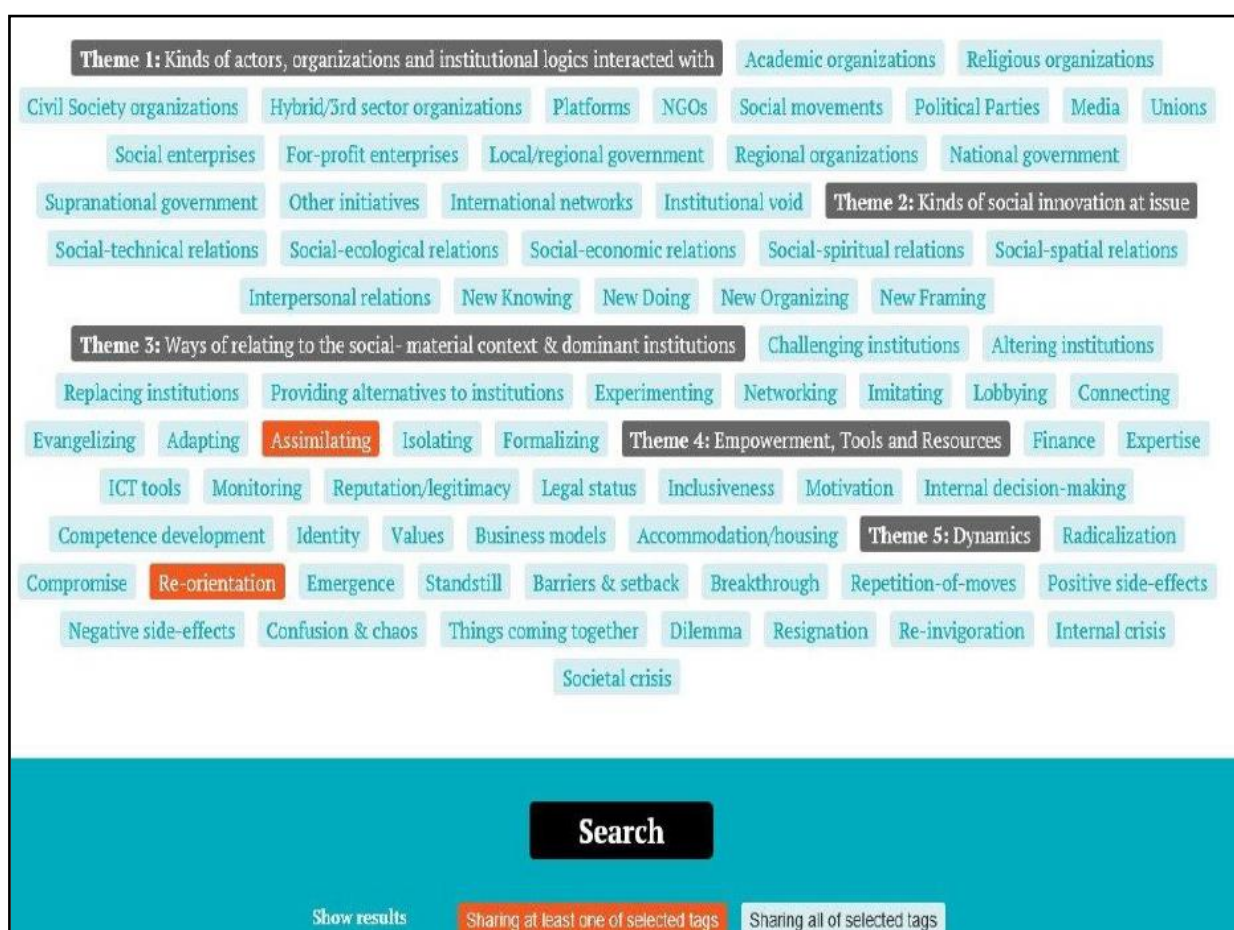 Theme 1: Kinds of actors, organizations and institutional logics interacted with Academic organizations Religious organizations
Civil Society organizations Hybrid/3rd sector organizations Platforms NGOs Social movements Political Parties Media Unions
Social enterprises For-profit enterprises Local/regional government Regional organizations National government
Supranational government Other initiatives International networks Institutional void Theme 2: Kinds of social innovation at issue
Social-technical relations Social-ecological relations Social-economic relations Social-spiritual relations Social-spatial relations
Interpersonal relations New Knowing New Doing New Organizing New Framing
Theme 3: Ways of relating to the social- material context & dominant institutions Challenging institutions Altering institutions
Replacing institutions Providing alternatives to institutions Experimenting Networking Imitating Lobbying Connecting
Evangelizing Adapting Assimilating Isolating Formalizing Theme 4: Empowerment, Tools and Resources Finance Expertise
ICT tools Monitoring Reputation/legitimacy Legal status Inclusiveness Motivation Internal decision-making
Competence development Identity Values Business models Accommodation/housing Theme 5: Dynamics Radicalization
Compromise Re-orientation Emergence Standstill Barriers & setback Breakthrough Repetition-of-moves Positive side-effects
Negative side-effects Confusion & chaos Things coming together Dilemma Resignation Re-invigoration Internal crisis
Societal crisis
Search
Show results Sharing at least one of selected tags Sharing all of selected tags